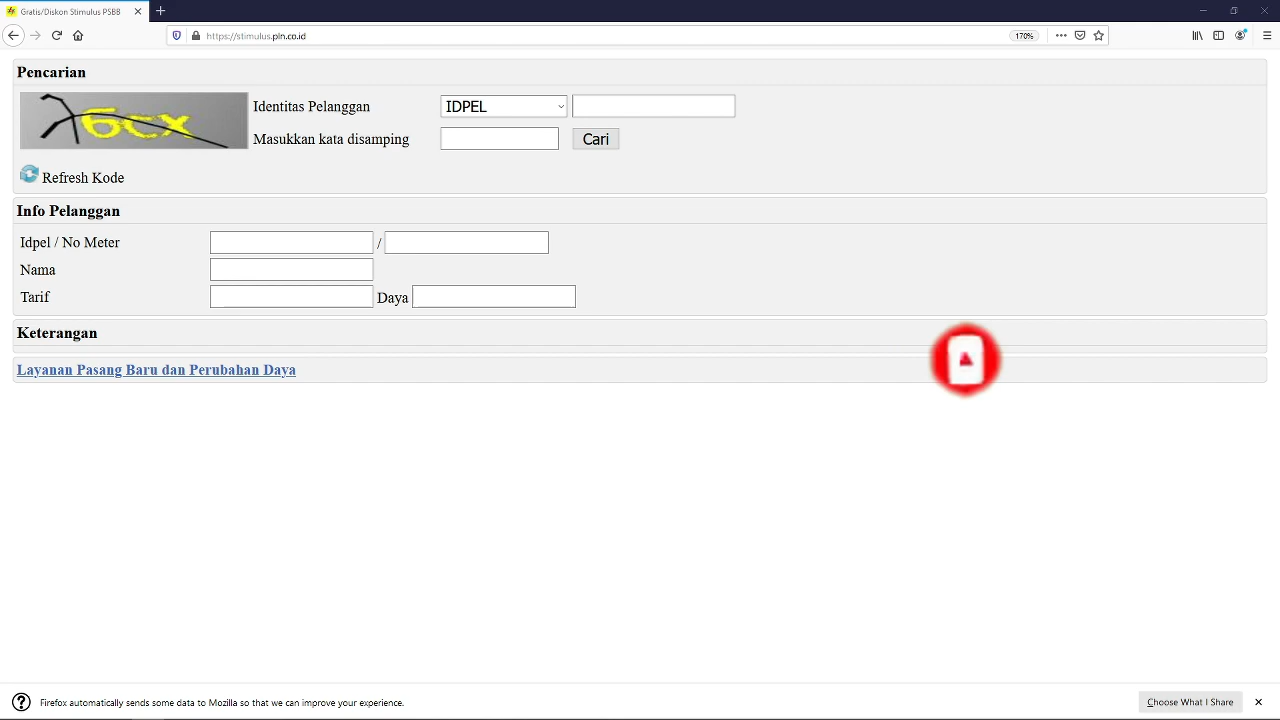 Gratis/Diskon Stimulus PSBB
https://stimulus.pln.co.id
170%
Pencarian
Identitas Pelanggan
IDPEL
Masukkan kata disamping
Cari
Refresh Kode
Info Pelanggan
Idpel / No Meter
/
Nama
Tarif
Daya
Keterangan
Layanan Pasang Baru dan Perubahan Daya
Firefox automatically sends some data to Mozilla so that we can improve your experience.
Choose What I Share